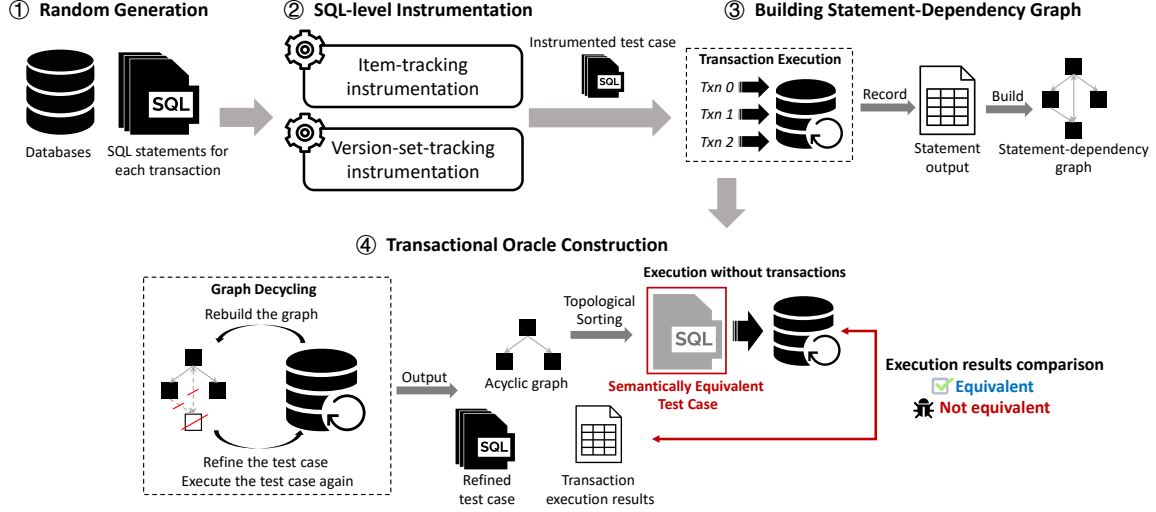 ① Random Generation
Databases
SQL
SQL statements for
each transaction
② SQL-level Instrumentation
Item-tracking
instrumentation
Version-set-tracking
instrumentation
Instrumented test case
SQL
③ Building Statement-Dependency Graph
Transaction Execution
Txn 0
Txn 1
Txn 2
Record
Statement
output
Build
Statement-dependency
graph
④ Transactional Oracle Construction
Graph Decycling
Rebuild the graph
Refine the test case
Execute the test case again
Output
Acyclic graph
SQL
Refined
test case
Topological
Sorting
Execution without transactions
SQL
Semantically Equivalent
Test Case
Transaction
execution results
Execution results comparison
Equivalent
Not equivalent